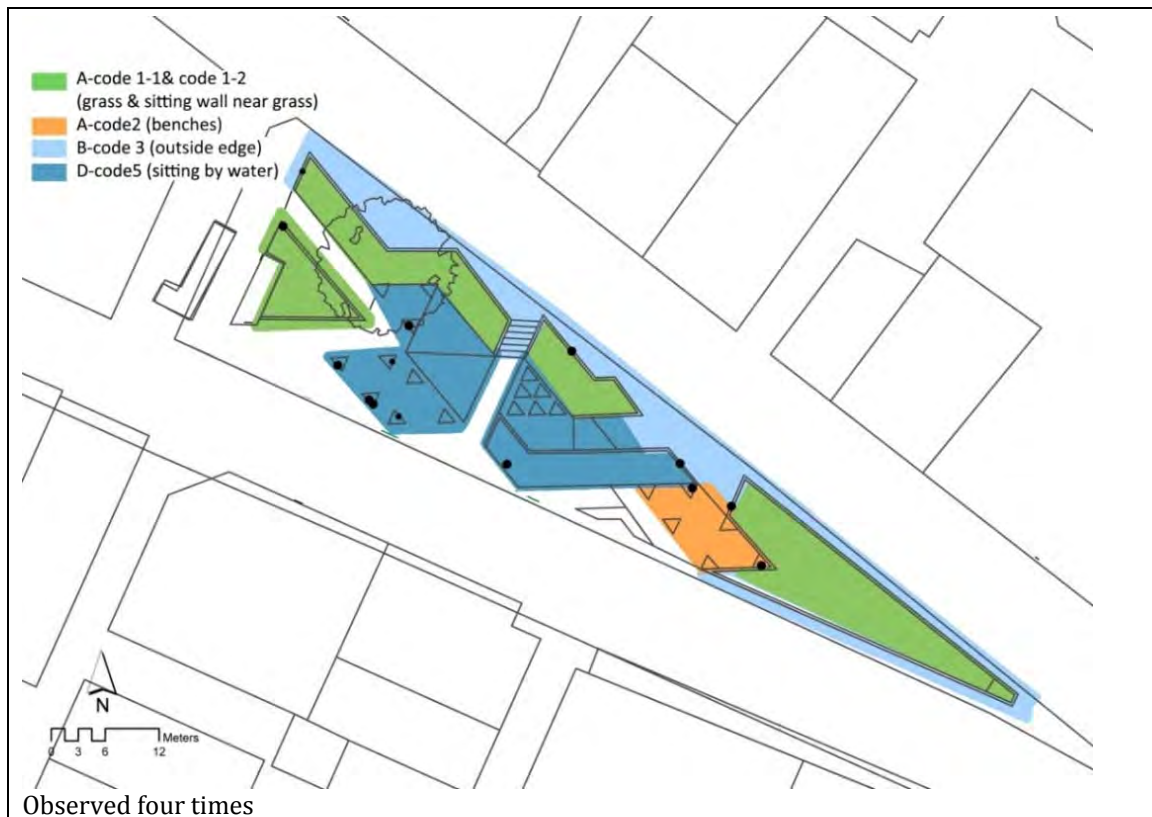 A-code 1-1& code 1-2
(grass & sitting wall near grass)
A-code2 (benches)
B-code 3 (outside edge)
D-code5 (sitting by water)
N
Meters
0 3 6 12
Observed four times